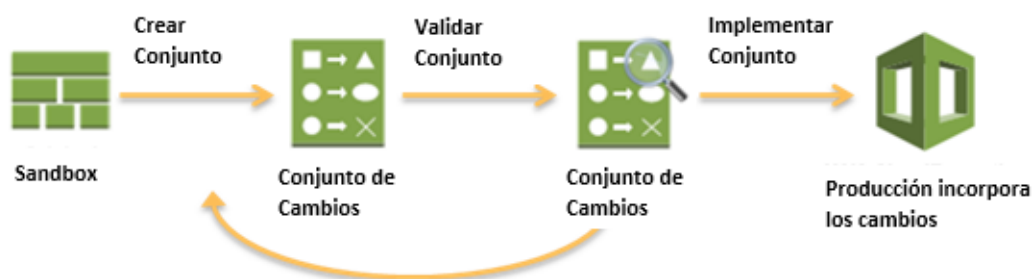 Crear
Conjunto
Validar
Conjunto
Implementar
Conjunto
Sandbox
Conjunto de
Cambios
Conjunto de
Cambios
Producción incorpora
los cambios